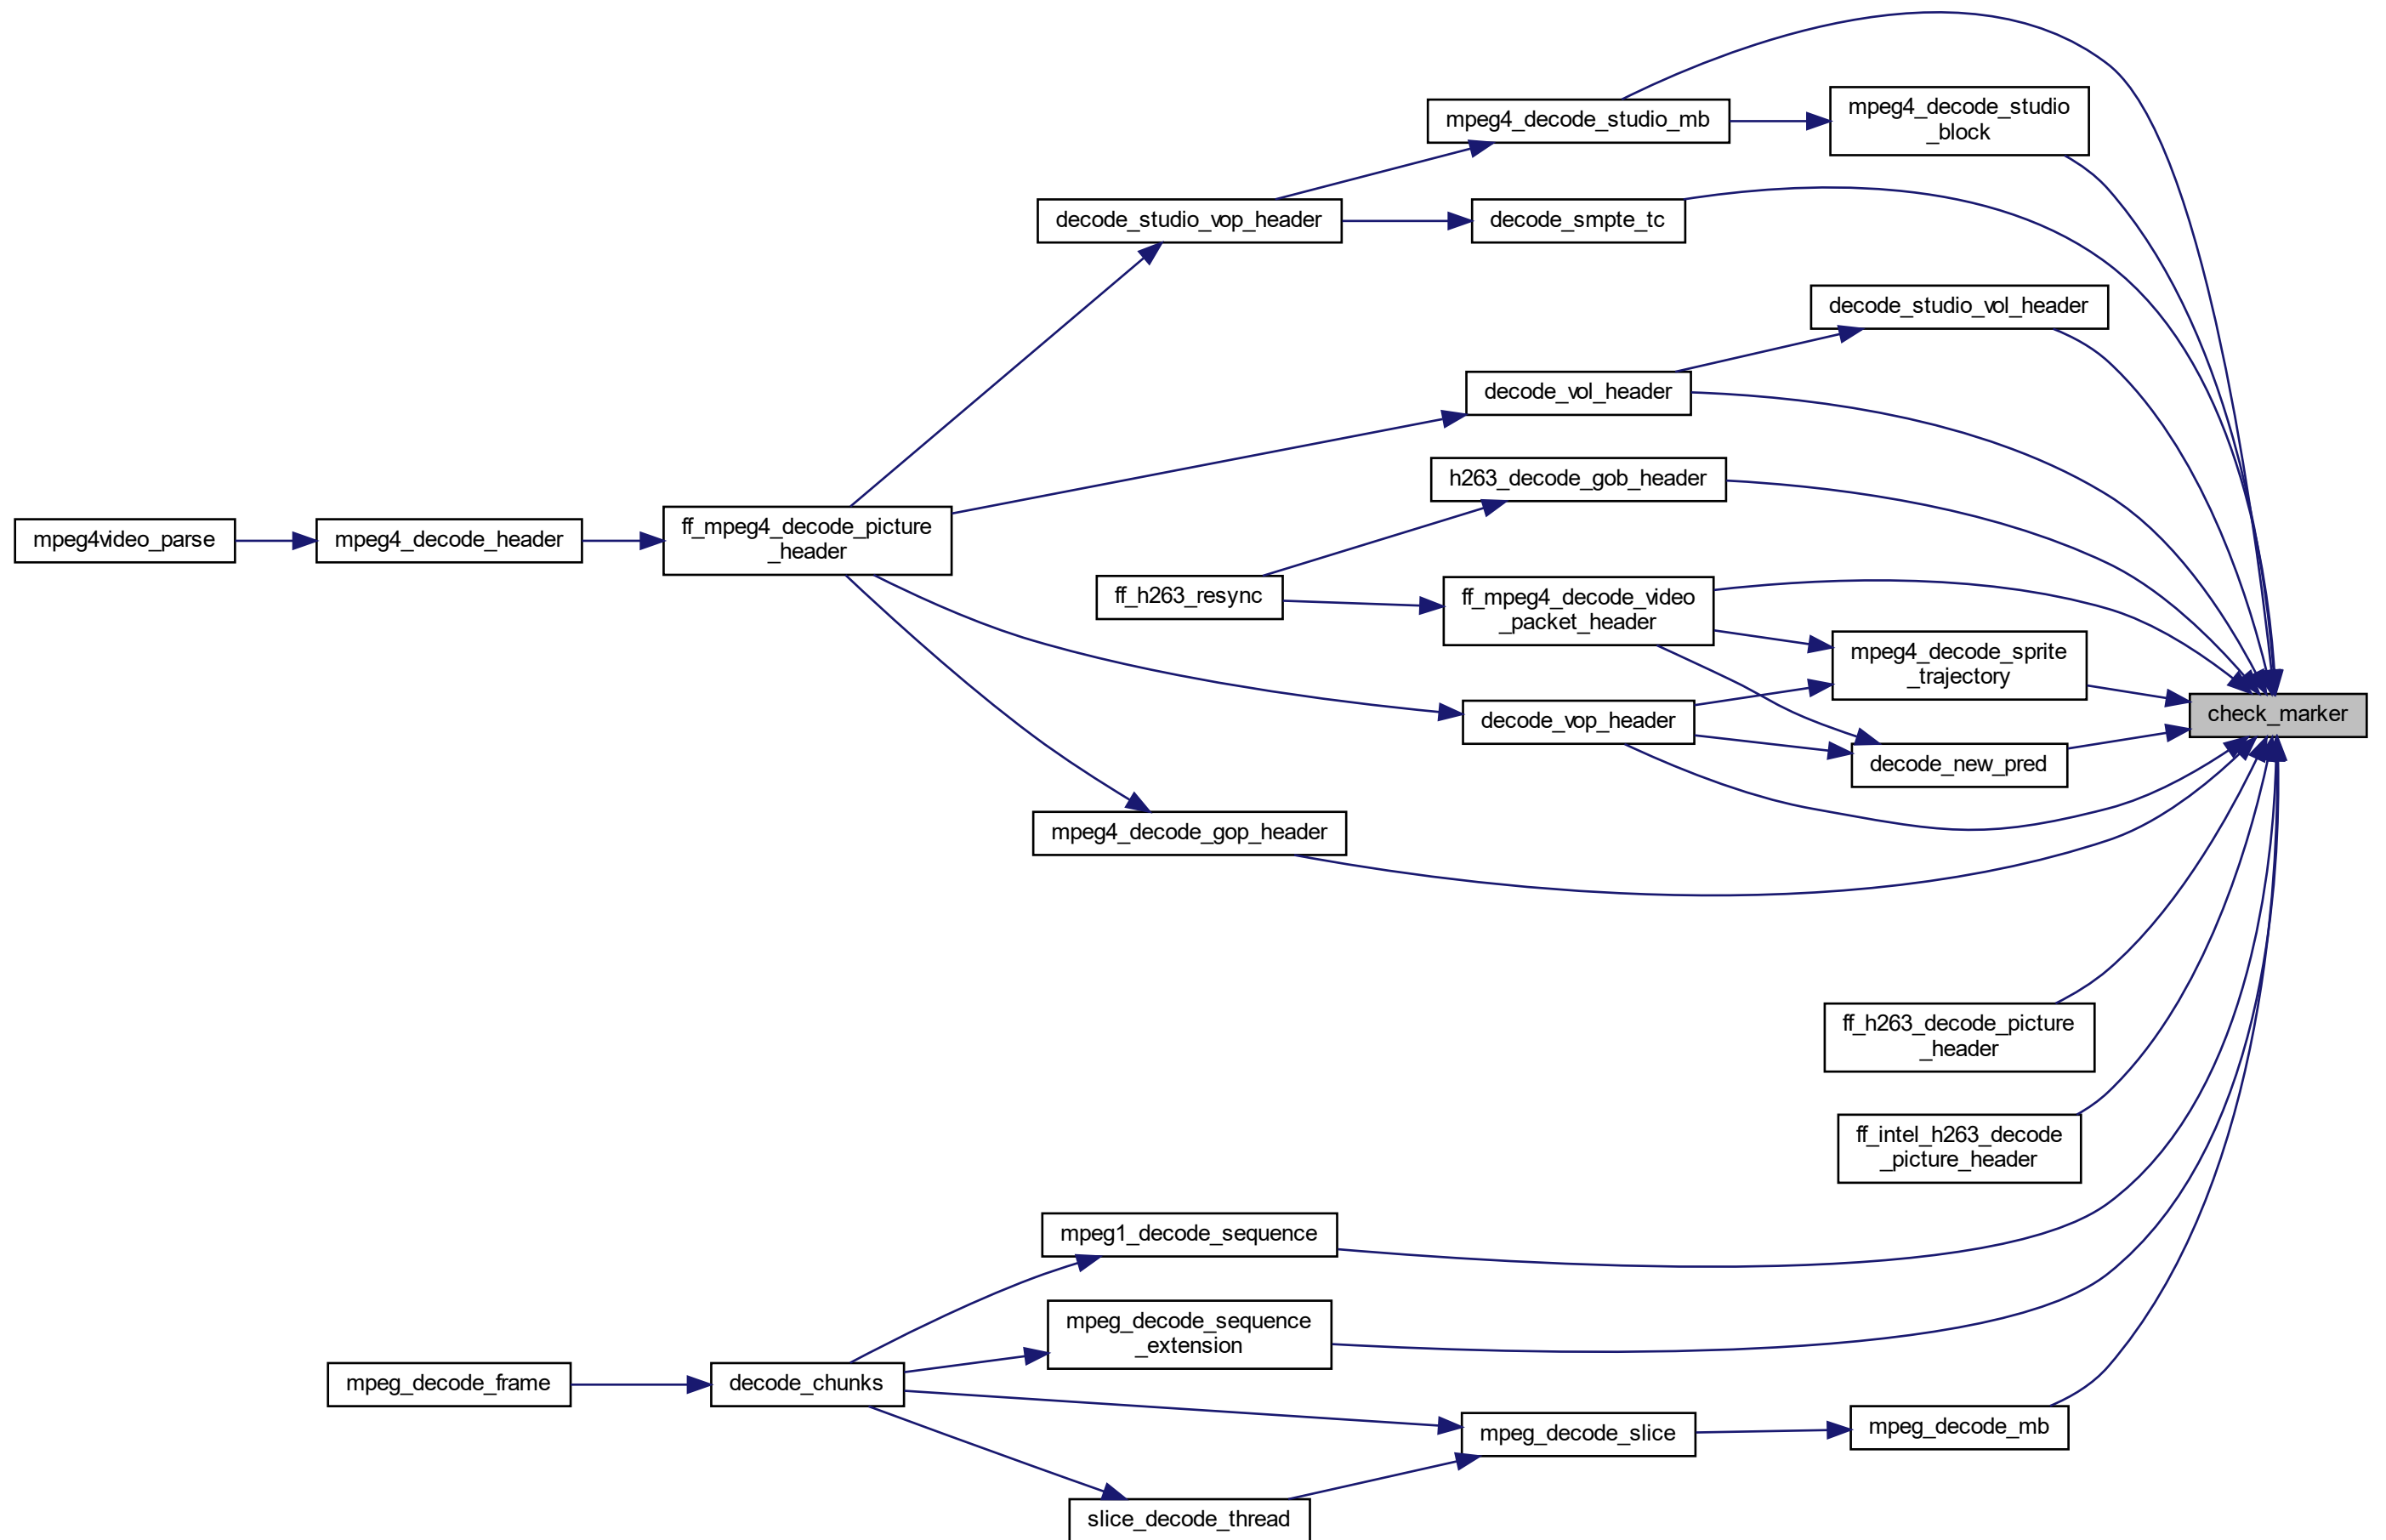 mpeg4_decode_studio_mb
mpeg4_decode_studio
_block
decode_studio_vop_header
decode_smpte_tc
decode_studio_vol_header
decode_vol_header
h263_decode_gob_header
mpeg4video_parse
mpeg4_decode_header
ff_mpeg4_decode_picture
_header
ff_h263_resync
ff_mpeg4_decode_video
_packet_header
mpeg4_decode_sprite
_trajectory
decode_vop_header
check_marker
decode_new_pred
mpeg4_decode_gop_header
ff_h263_decode_picture
_header
ff_intel_h263_decode
_picture_header
mpeg1_decode_sequence
mpeg_decode_sequence
_extension
mpeg_decode_frame
decode_chunks
mpeg_decode_slice
mpeg_decode_mb
slice_decode_thread